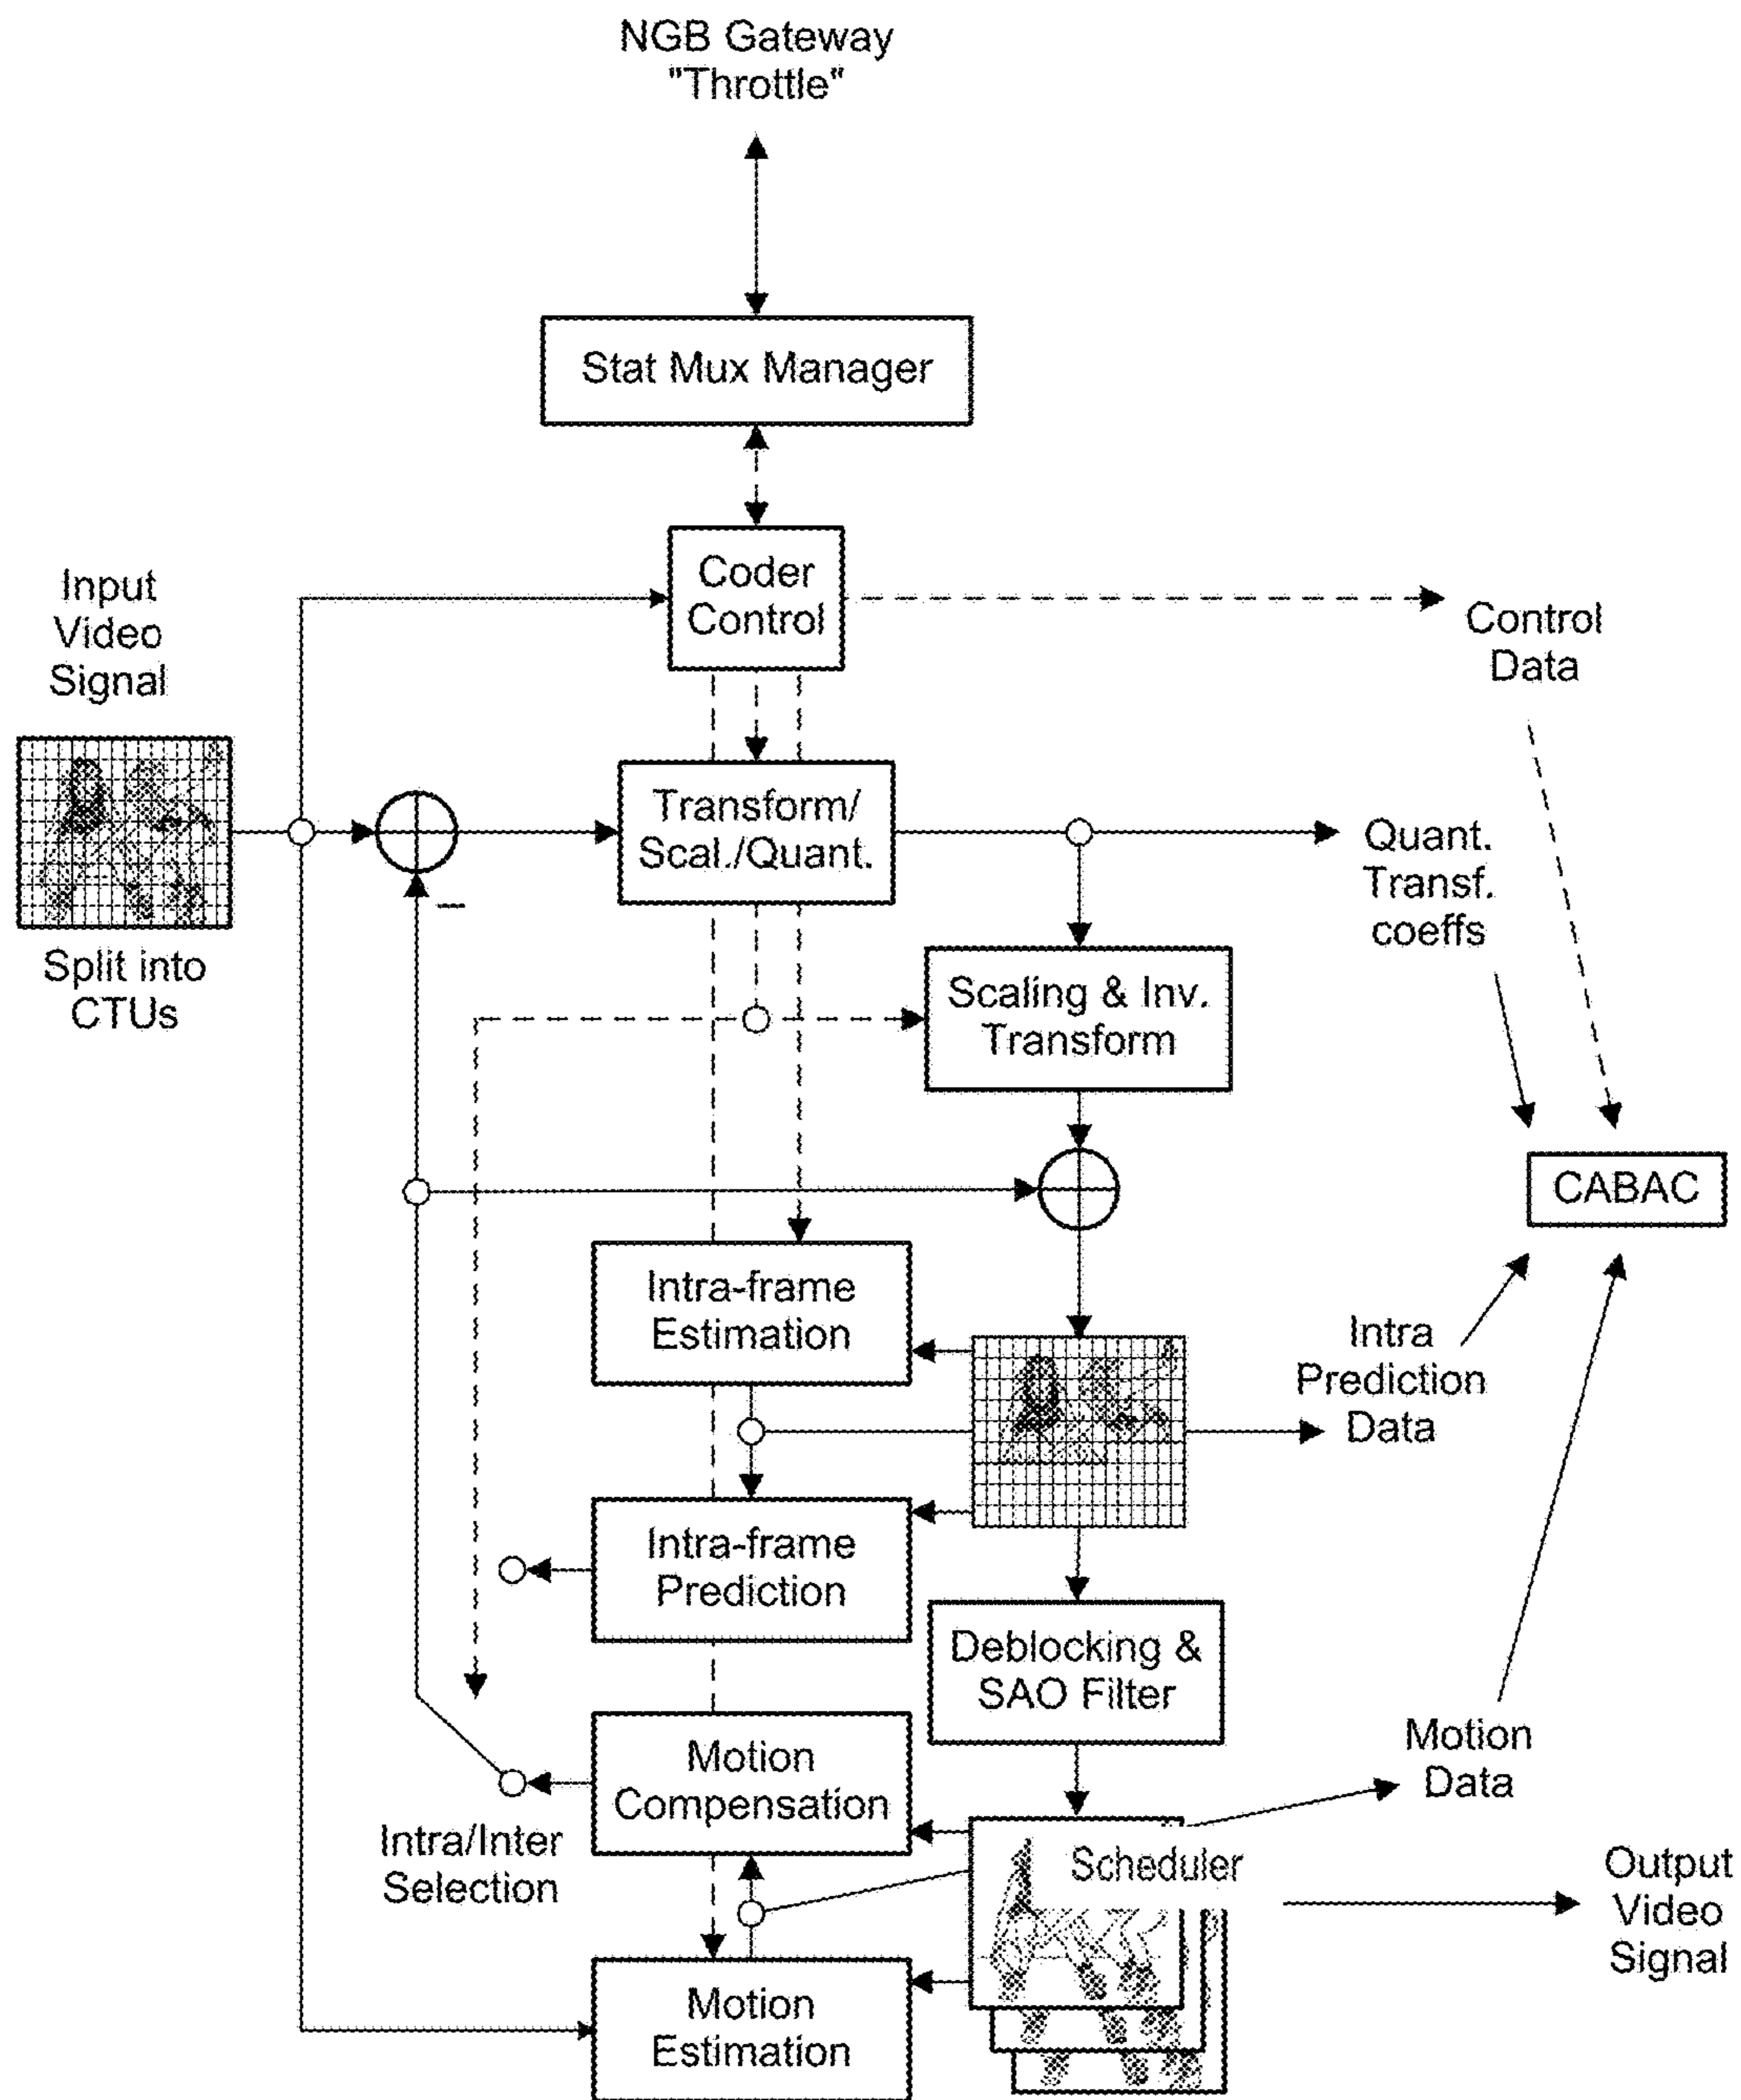 NGB Gateway
"Throttle"
Stat Mux Manager
Coder
Control
Input
Video
Signal
Control
Data
Transform/
Scal./Quant.
Quant.
Transf.
coeffs
Split into
CTUs
Scaling & Inv.
Transform
CABAC
Intra-frame
Estimation
Intra
Prediction
Data
Intra-frame
Prediction
Deblocking &
SAO Filter
Motion
Data
Motion
Compensation
Intra/Inter
Selection
Scheduler
Output
Video
Signal
Motion
Estimation